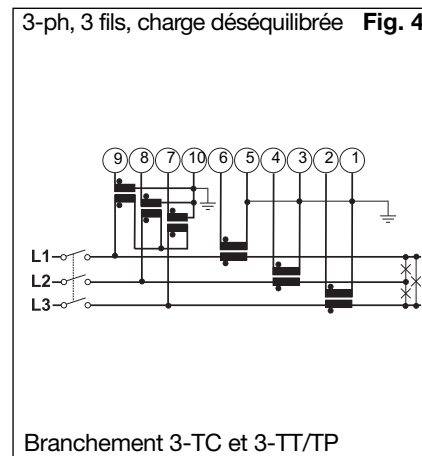 3-ph, 3 fils, charge déséquilibrée Fig. 4
9 8 7 10 6 5 4 3 2 1
L1
L2
L3
Branchement 3-TC et 3-TT/TP